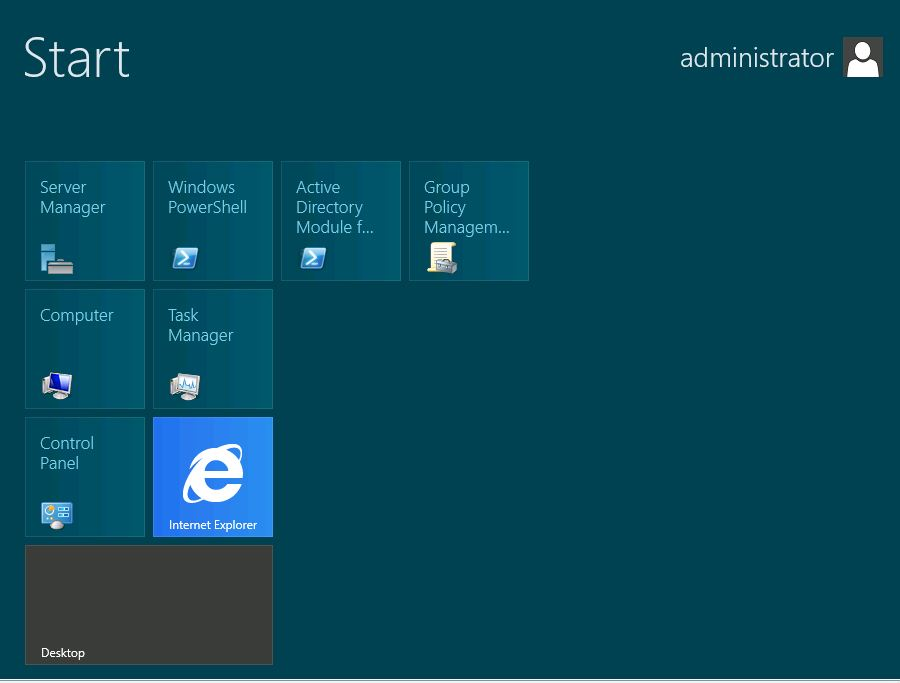 Start
administrator
Server
Manager
Windows
PowerShell
Active
Directory
Module f...
Group
Policy
Managem...
Computer
Task
Manager
Control
Panel
Internet Explorer
Desktop